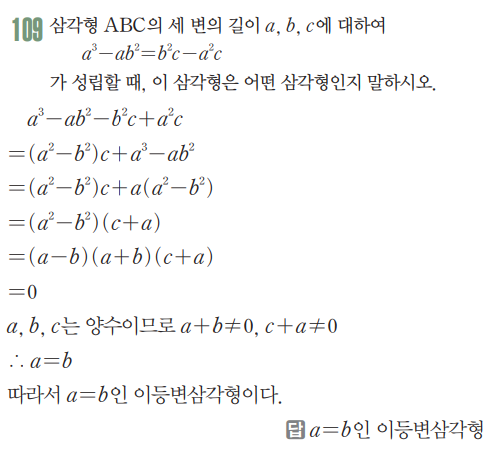 109 삼각형 ABC의 세 변의 길이 a, b, c에 대하여
a³-ab²=b²c-a²c
가 성립할 때, 이 삼각형은 어떤 삼각형인지 말하시오.
a³-ab²-b²c+a²c
=(a²-b²)c+a³-ab²
=(a²-b²)c+a(a²-b²)
=(a²-b²)(c+a)
=(a-b)(a+b)(c+a)
=0
a, b, c는 양수이므로 a+b≠0, c+a≠0
∴ a=b
따라서 a=b인 이등변삼각형이다.
답 a=b인 이등변삼각형